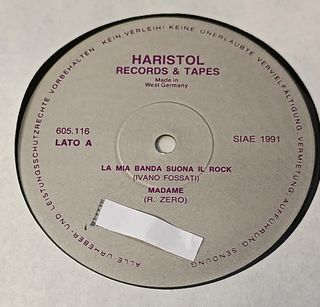 HARISTOL
RECORDS & TAPES
Made in
West Germany
605.116
LATO A
SIAE 1991
LA MIA BANDA SUONA IL ROCK
(IVANO FOSSATI)
MADAME
(R. ZERO)
ALLE URHEBER- UND LEISTUNGSSCHUTZRECHTE VORBEHALTEN · KEIN VERLEIH! KEINE UNERLAUBTE VERVIELFÄLTIGUNG, VERMIETUNG, AUFFÜHRUNG, SENDUNG